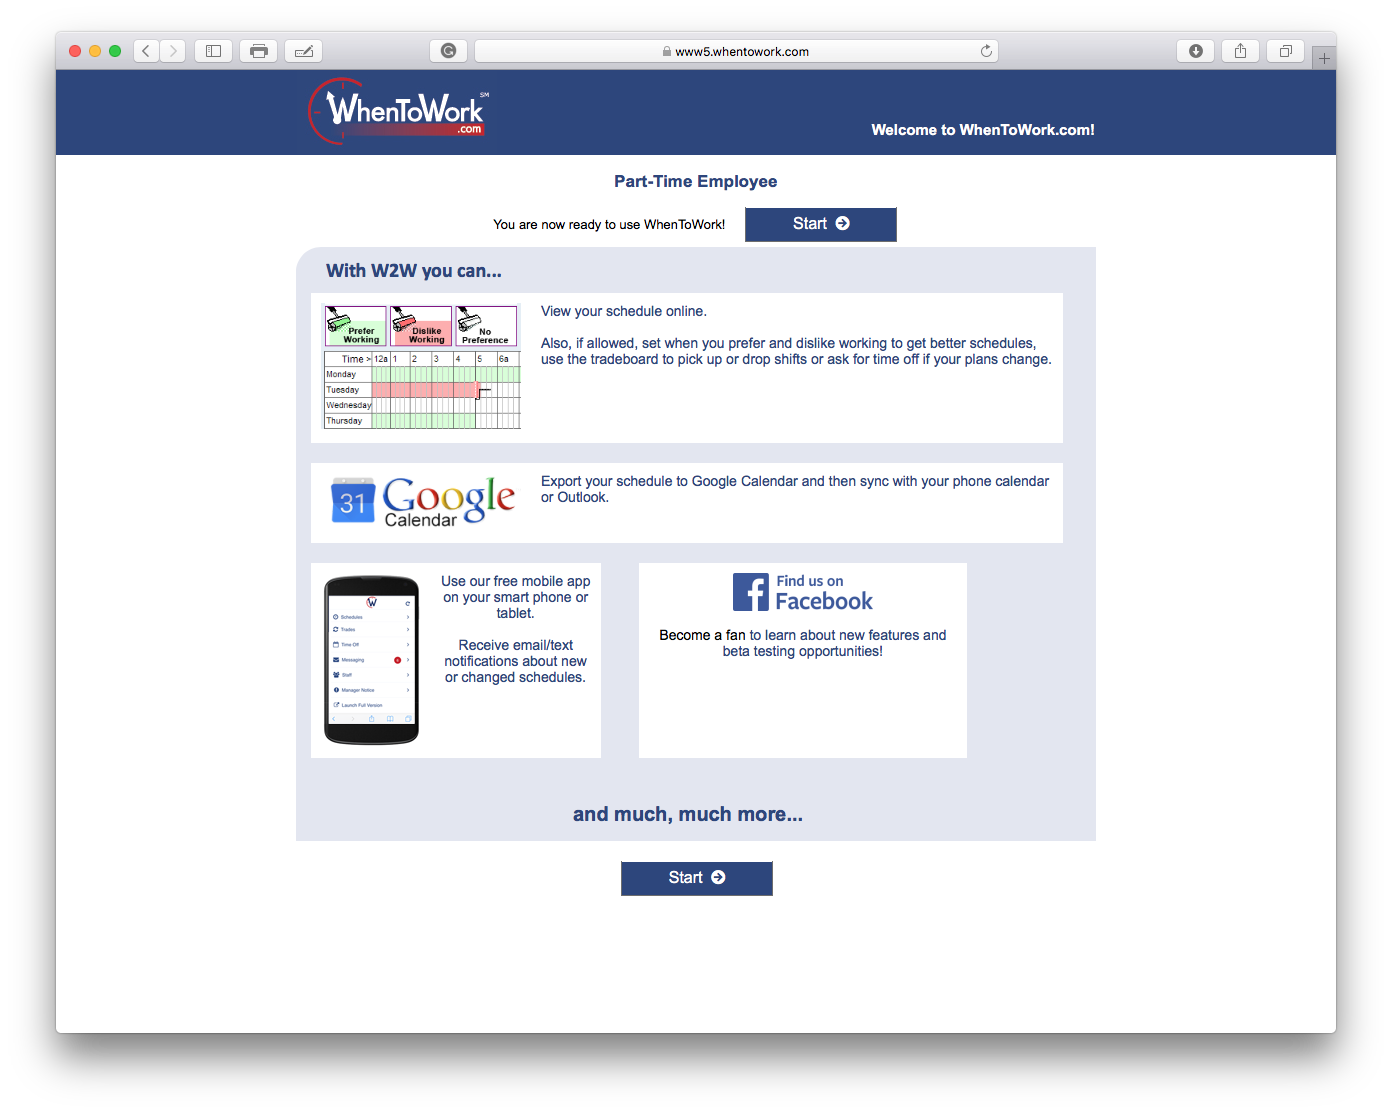 www5.whentowork.com
WhenToWork SM
.com
Welcome to WhenToWork.com!
Part-Time Employee
You are now ready to use WhenToWork!
Start
With W2W you can...
Prefer Working
Dislike Working
No Preference
Time > 12a 1 2 3 4 5 6a
Monday
Tuesday
Wednesday
Thursday
View your schedule online.
Also, if allowed, set when you prefer and dislike working to get better schedules,
use the tradeboard to pick up or drop shifts or ask for time off if your plans change.
31
Google
Calendar
Export your schedule to Google Calendar and then sync with your phone calendar
or Outlook.
W
Schedules
Trades
Time Off
Messaging
Staff
Manager Notice
Launch Full Version
Use our free mobile app
on your smart phone or
tablet.
Receive email/text
notifications about new
or changed schedules.
f
Find us on
Facebook
Become a fan to learn about new features and
beta testing opportunities!
and much, much more...
Start